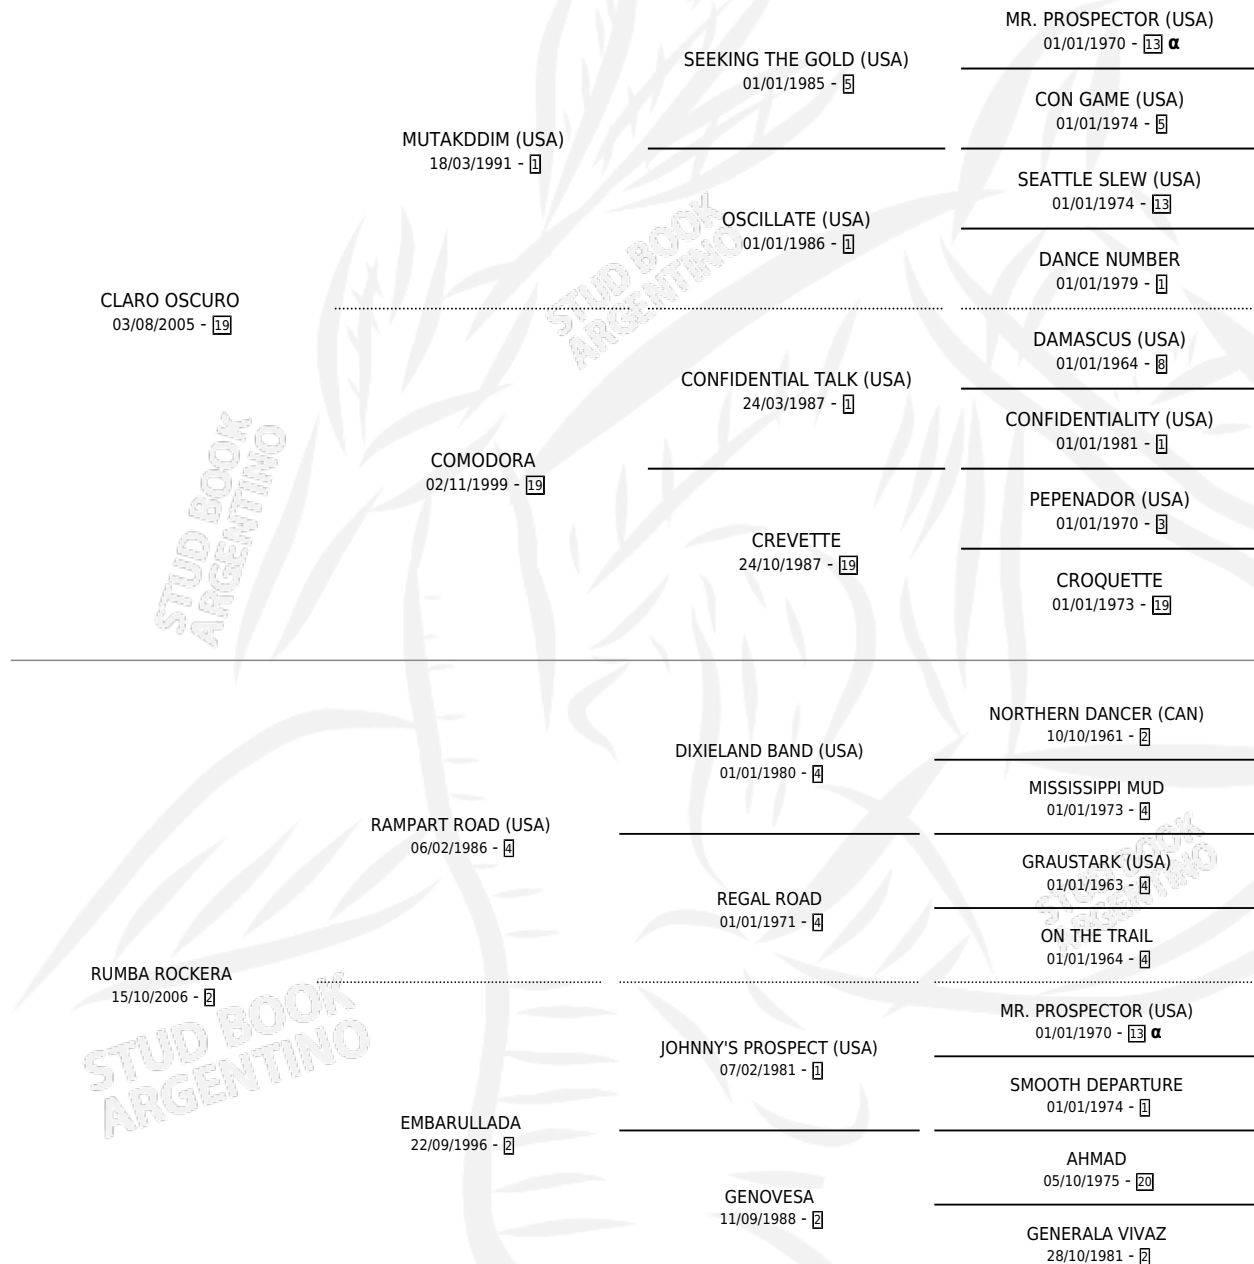 MR. PROSPECTOR (USA)
01/01/1970 - 13 α
SEEKING THE GOLD (USA)
01/01/1985 - 5
CON GAME (USA)
01/01/1974 - 5
MUTAKDDIM (USA)
18/03/1991 - 1
SEATTLE SLEW (USA)
01/01/1974 - 13
OSCILLATE (USA)
01/01/1986 - 1
DANCE NUMBER
01/01/1979 - 1
CLARO OSCURO
03/08/2005 - 19
DAMASCUS (USA)
01/01/1964 - 8
CONFIDENTIAL TALK (USA)
24/03/1987 - 1
CONFIDENTIALITY (USA)
01/01/1981 - 1
COMODORA
02/11/1999 - 19
PEPENADOR (USA)
01/01/1970 - 3
CREVETTE
24/10/1987 - 19
CROQUETTE
01/01/1973 - 19
NORTHERN DANCER (CAN)
10/10/1961 - 2
DIXIELAND BAND (USA)
01/01/1980 - 4
MISSISSIPPI MUD
01/01/1973 - 4
RAMPART ROAD (USA)
06/02/1986 - 4
GRAUSTARK (USA)
01/01/1963 - 4
REGAL ROAD
01/01/1971 - 4
ON THE TRAIL
01/01/1964 - 4
RUMBA ROCKERA
15/10/2006 - 2
MR. PROSPECTOR (USA)
01/01/1970 - 13 α
JOHNNY'S PROSPECT (USA)
07/02/1981 - 1
SMOOTH DEPARTURE
01/01/1974 - 1
EMBARULLADA
22/09/1996 - 2
AHMAD
05/10/1975 - 20
GENOVESA
11/09/1988 - 2
GENERALA VIVAZ
28/10/1981 - 2
STUD BOOK
ARGENTINO
STUD BOOK
ARGENTINO
STUD BOOK
ARGENTINO
STUD BOOK
ARGENTINO